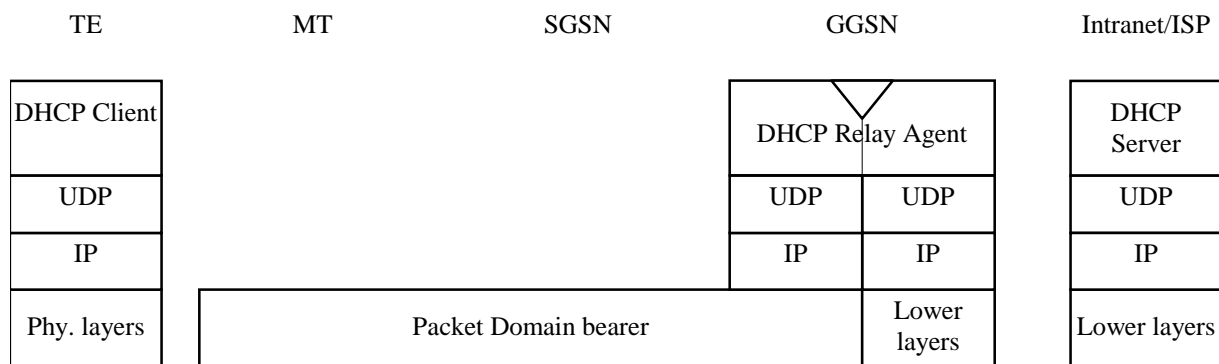 TE MT SGSN GGSN Intranet/ISP
DHCP Client
DHCP Relay Agent
DHCP
Server
UDP UDP UDP UDP
IP IP IP IP
Phy. layers Packet Domain bearer Lower
layers Lower layers